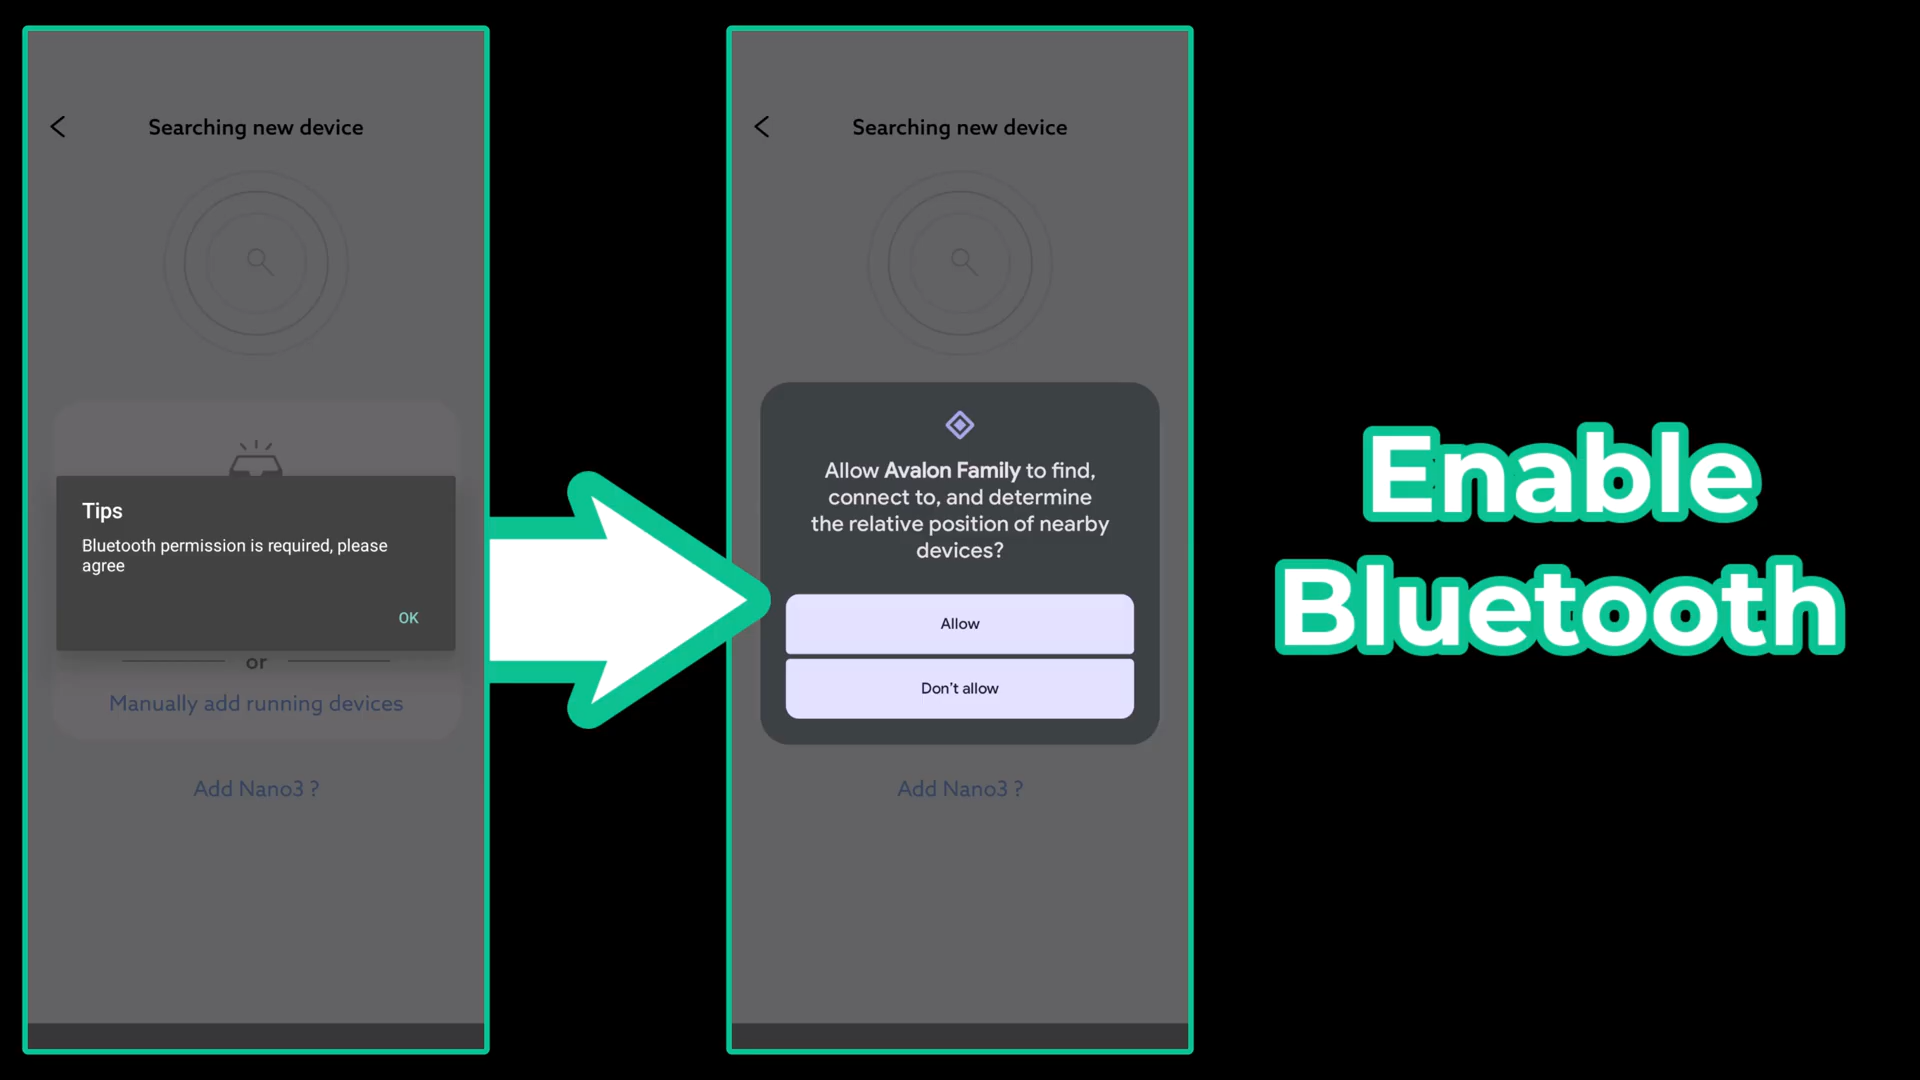 Searching new device
Tips
Bluetooth permission is required, please
agree
OK
or
Manually add running devices
Add Nano3 ?
Searching new device
Allow Avalon Family to find,
connect to, and determine
the relative position of nearby
devices?
Allow
Don't allow
Add Nano3 ?
Enable
Bluetooth